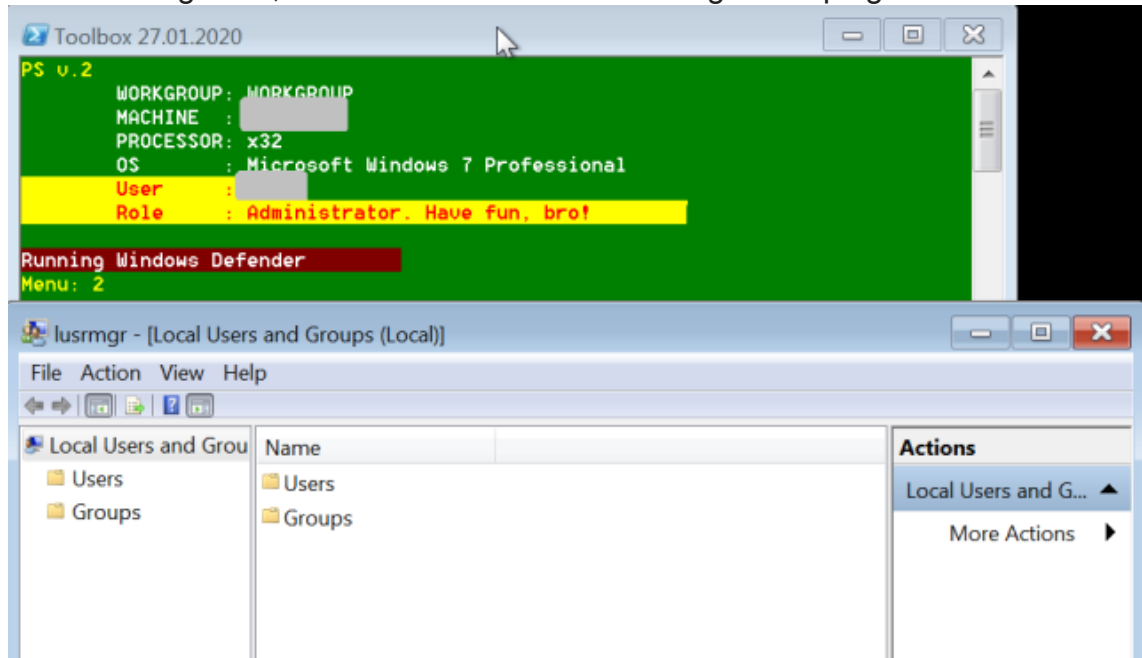 Toolbox 27.01.2020
PS v.2
WORKGROUP: WORKGROUP
MACHINE :
PROCESSOR: x32
OS : Microsoft Windows 7 Professional
User :
Role : Administrator. Have fun, bro!
Running Windows Defender
Menu: 2
lusrmgr - [Local Users and Groups (Local)]
File Action View Help
Local Users and Grou
Name
Actions
Users
Users
Local Users and G...
Groups
Groups
More Actions